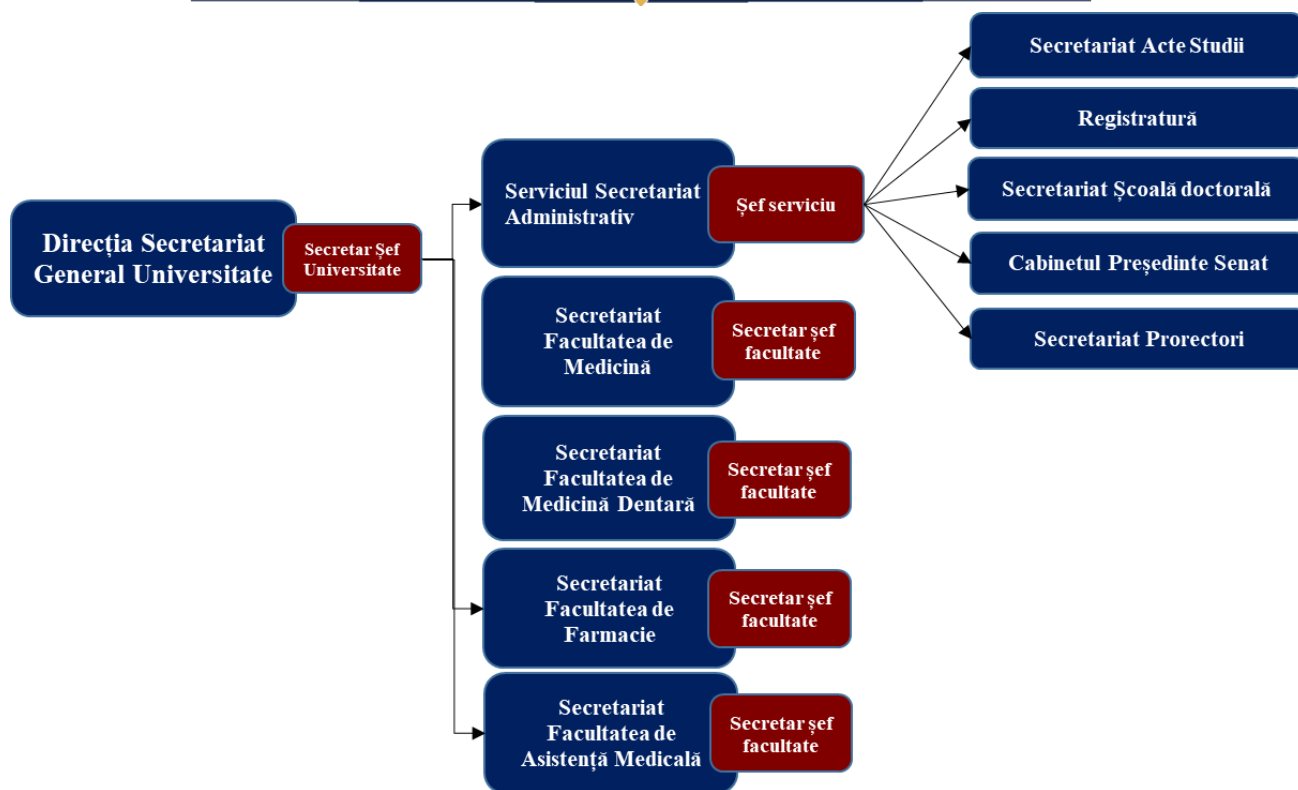 Direcția Secretariat
General Universitate
Secretar Șef
Universitate
Serviciul Secretariat
Administrativ
Șef serviciu
Secretariat
Facultatea de
Medicină
Secretar șef
facultate
Secretariat
Facultatea de
Medicină Dentară
Secretar șef
facultate
Secretariat
Facultatea de
Farmacie
Secretar șef
facultate
Secretariat
Facultatea de
Asistență Medicală
Secretar șef
facultate
Secretariat Acte Studii
Registratură
Secretariat Școală doctorală
Cabinetul Președinte Senat
Secretariat Prorectori